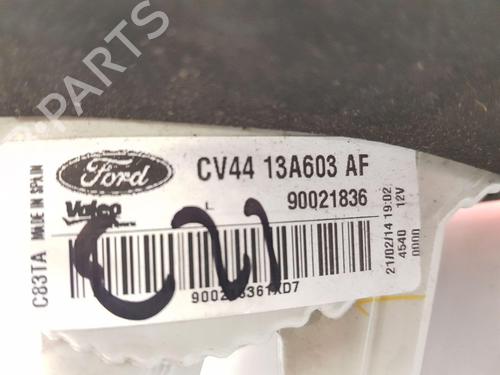 B-PARTS
Ford
CV44 13A603 AF
Valeo
L
90021836
MADE IN SPAIN
C83TA
21/02/14 19:02
12V
4540
0000
C21